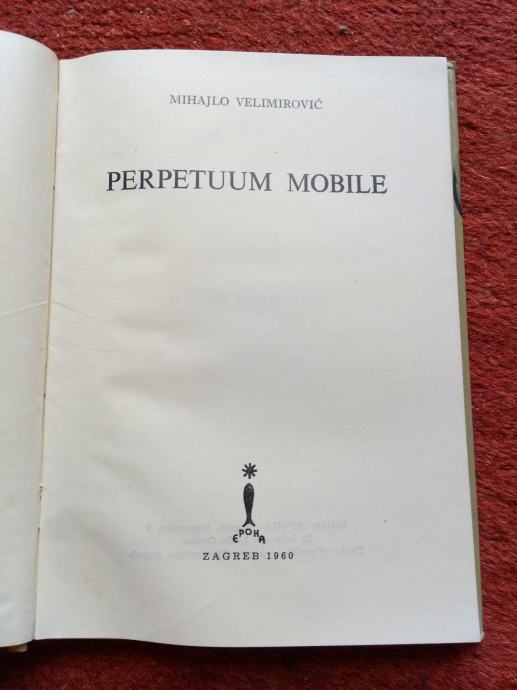 MIHAJLO VELIMIROVIĆ
PERPETUUM MOBILE
EPOHA
ZAGREB 1960